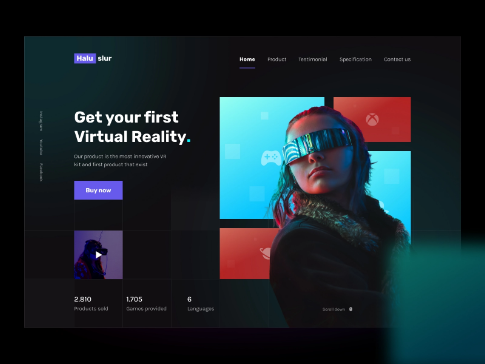 Halu slur
Home Product Testimonial Specification Contact us
Get your first
Virtual Reality.
Our product is the most innovative vr
kit and first product that exist
Buy now
2.810 1.705 6
Products sold Games provided Languages
Scroll down